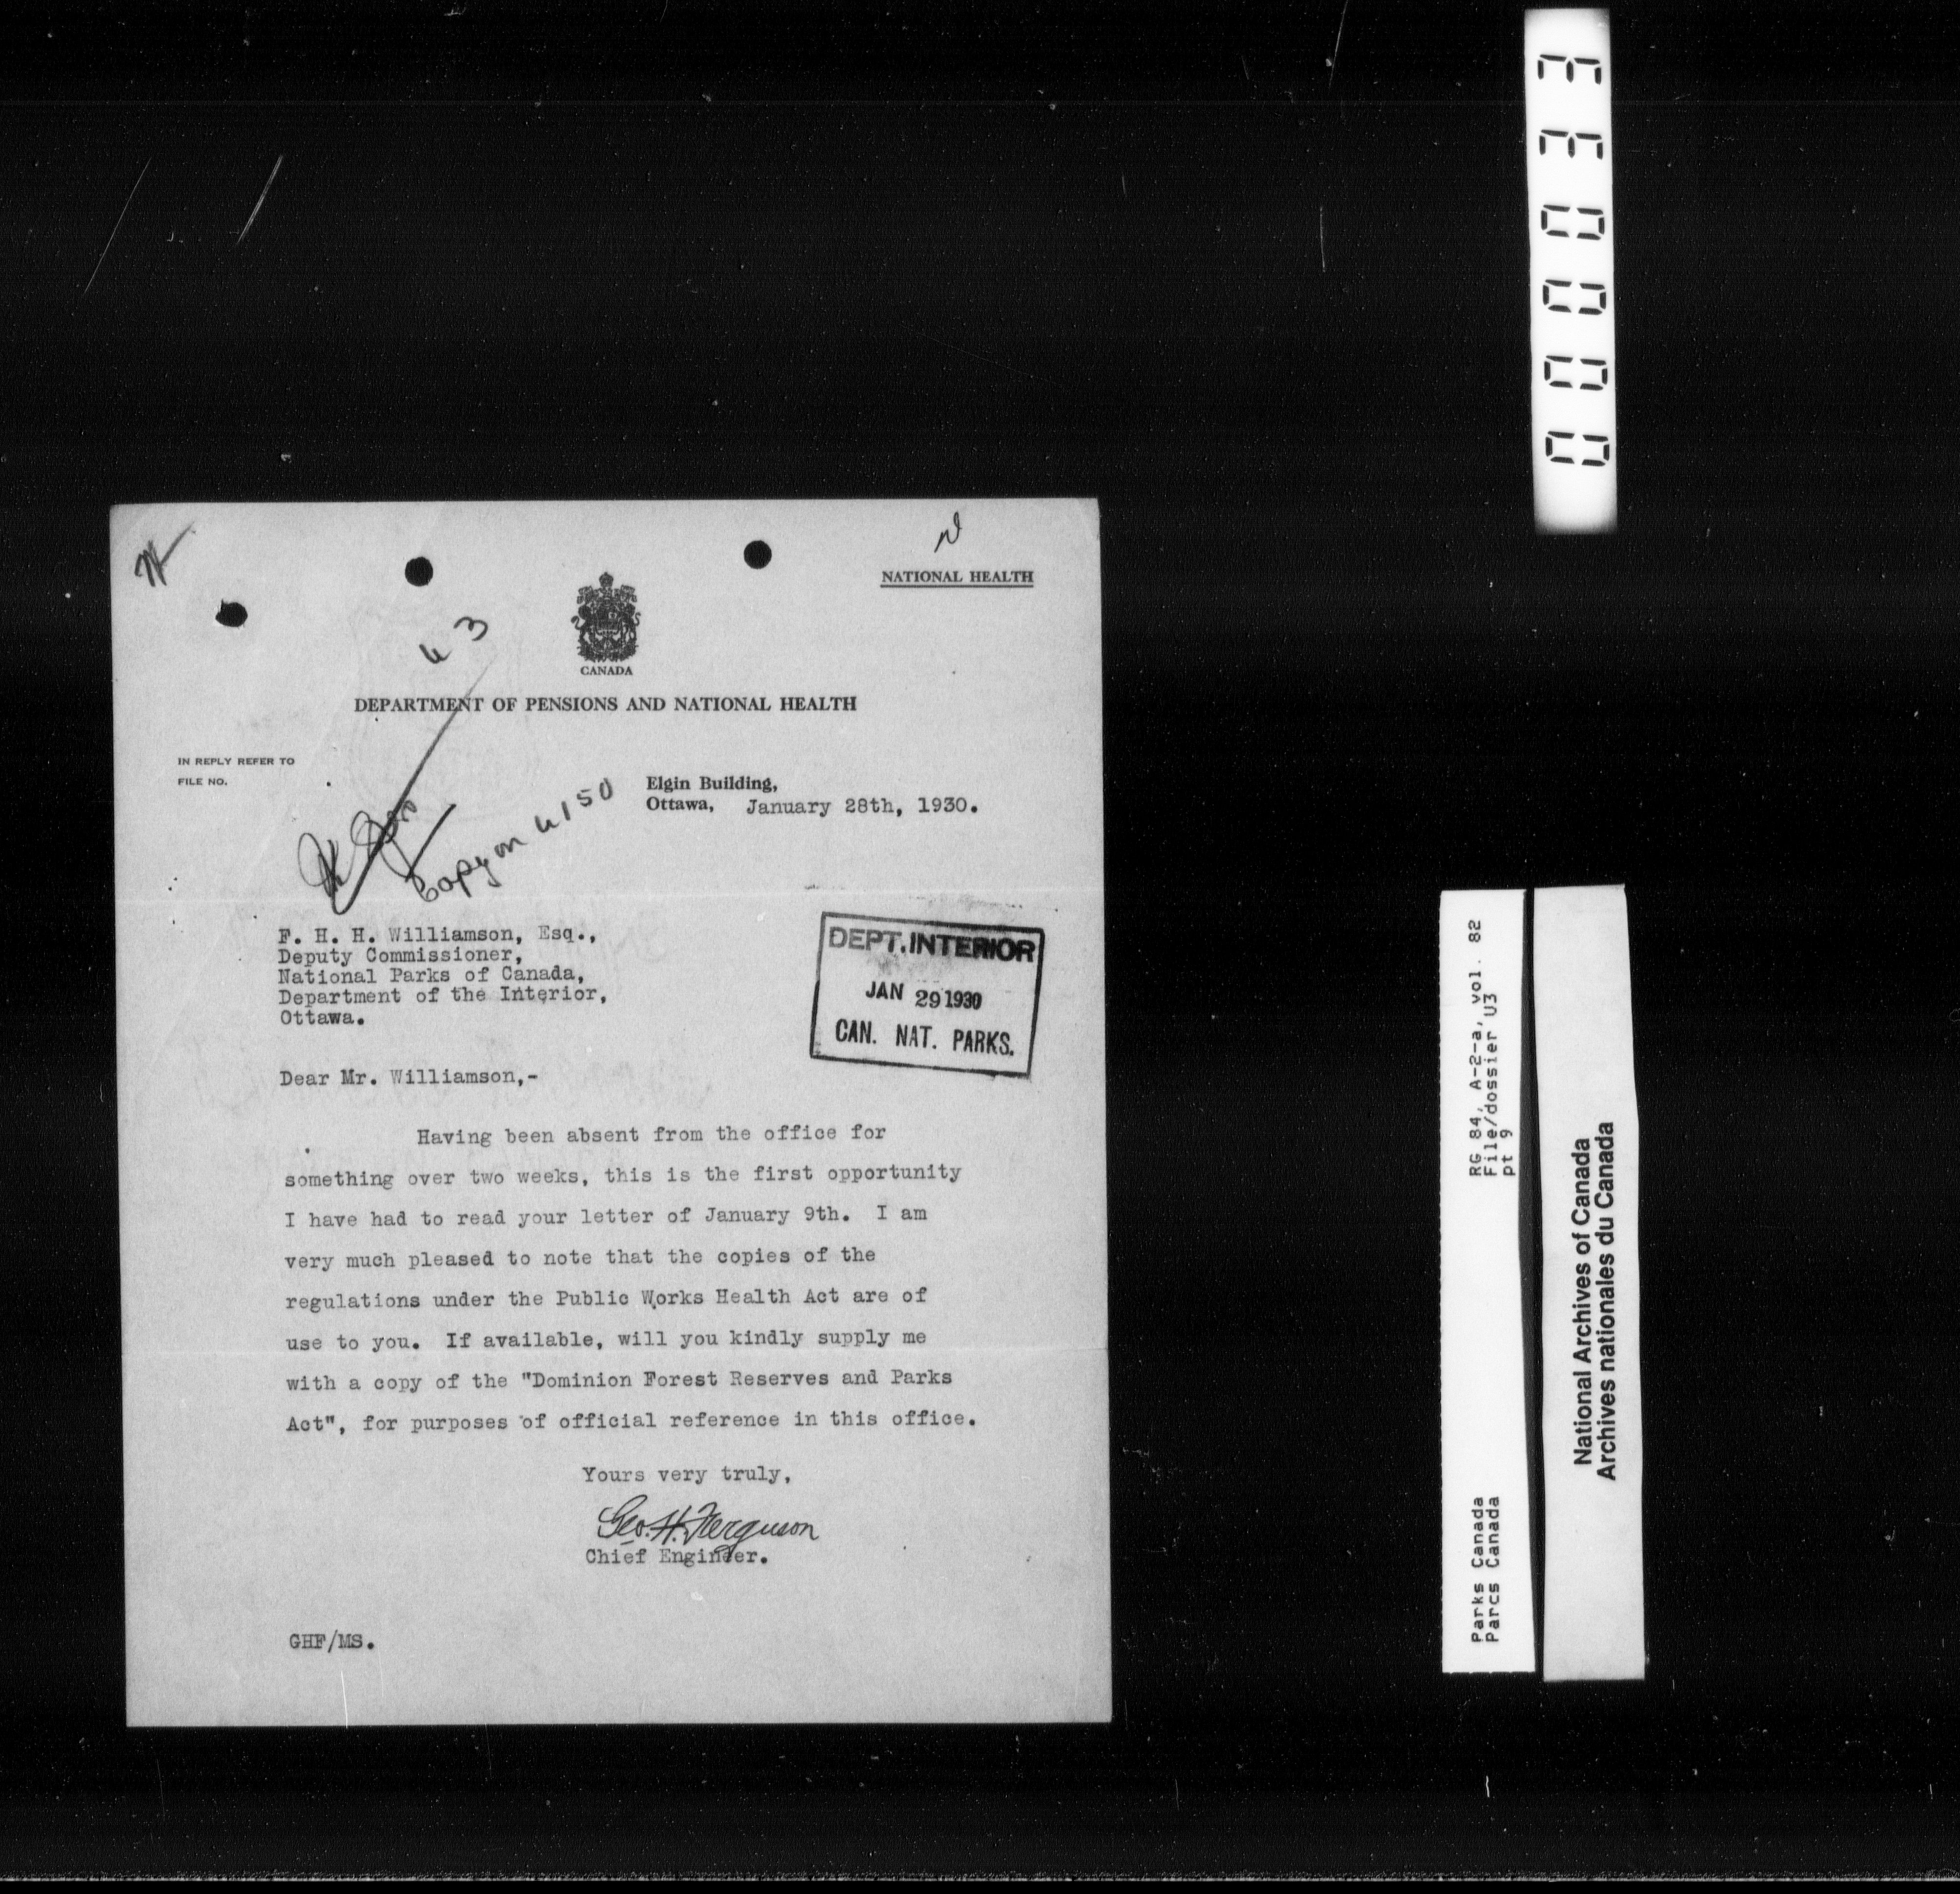 NATIONAL HEALTH
U 3
CANADA
DEPARTMENT OF PENSIONS AND NATIONAL HEALTH
IN REPLY REFER TO
FILE NO.
Elgin Building,
Ottawa, January 28th, 1930.
Copy on U 150
F. H. H. Williamson, Esq.,
Deputy Commissioner,
National Parks of Canada,
Department of the Interior,
Ottawa.
DEPT. INTERIOR
JAN 29 1930
CAN. NAT. PARKS.
Dear Mr. Williamson,-
Having been absent from the office for
something over two weeks, this is the first opportunity
I have had to read your letter of January 9th. I am
very much pleased to note that the copies of the
regulations under the Public Works Health Act are of
use to you. If available, will you kindly supply me
with a copy of the "Dominion Forest Reserves and Parks
Act", for purposes of official reference in this office.
Yours very truly,
Geo. H. Ferguson
Chief Engineer.
GHF/MS.
000033
Parks Canada RG 84, A-2-a, vol. 82
Parcs Canada File/dossier U3
pt 9
National Archives of Canada
Archives nationales du Canada